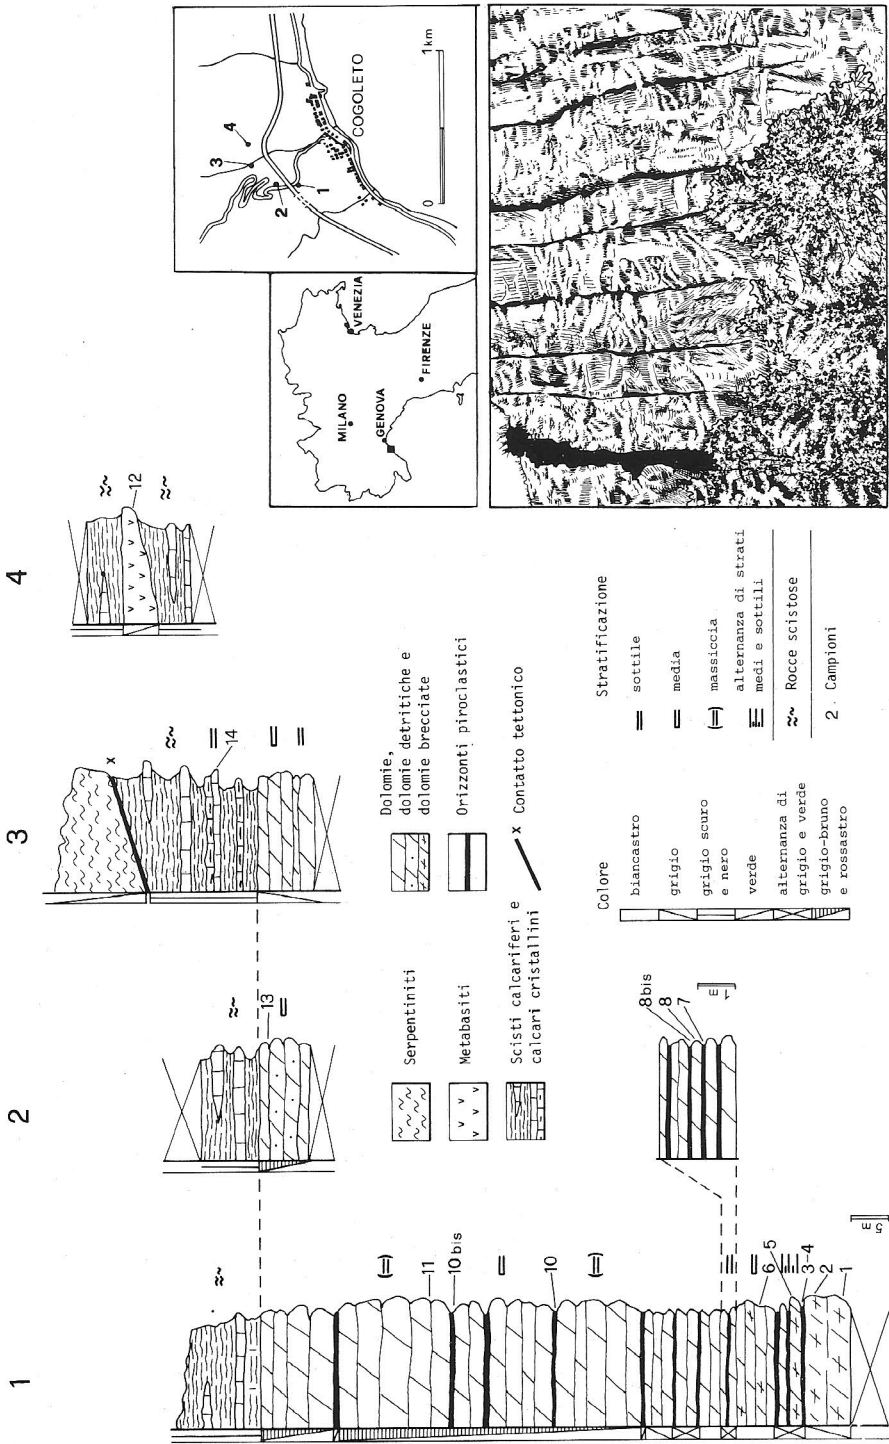 1
2
3
4
12
14
x
13
11
10 bis
10
6
5
3-4
2
1
5 m
8 bis
8
7
1 m
Serpentiniti
Metabasiti
Scisti calcariferi e
calcari cristallini
Dolomie,
dolomie detritiche e
dolomie brecciate
Orizzonti piroclastici
x Contatto tettonico
Colore
biancastro
grigio
grigio scuro
e nero
verde
alternanza di
grigio e verde
grigio-bruno
e rossastro
Stratificazione
sottile
media
massiccia
alternanza di strati
medi e sottili
Rocce scistose
2. Campioni
MILANO
VENEZIA
GENOVA
FIRENZE
1
2
3
4
COGOLETO
0
1km